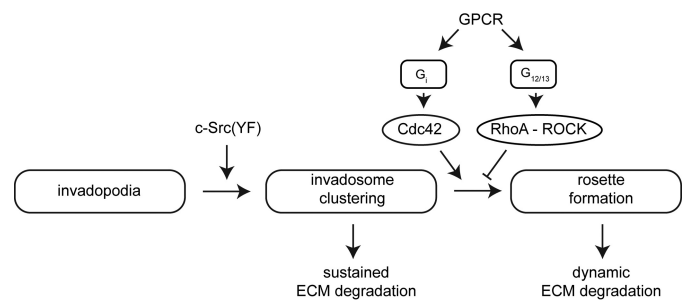 GPCR
Gi
G12/13
c-Src(YF)
Cdc42
RhoA - ROCK
invadopodia
invadosome
clustering
rosette
formation
sustained
ECM degradation
dynamic
ECM degradation